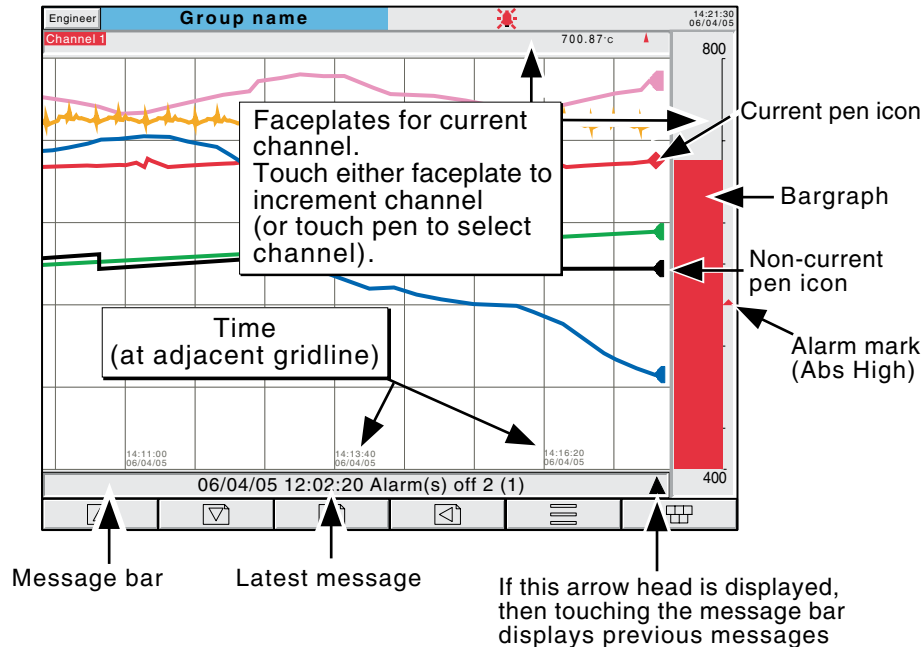 Engineer
Group name
14:21:30
06/04/05
Channel 1
700.87°c
800
Faceplates for current
channel.
Touch either faceplate to
increment channel
(or touch pen to select
channel).
Current pen icon
Bargraph
Non-current
pen icon
Alarm mark
(Abs High)
Time
(at adjacent gridline)
14:11:00
06/04/05
14:13:40
06/04/05
14:16:20
06/04/05
400
06/04/05 12:02:20 Alarm(s) off 2 (1)
Message bar
Latest message
If this arrow head is displayed,
then touching the message bar
displays previous messages